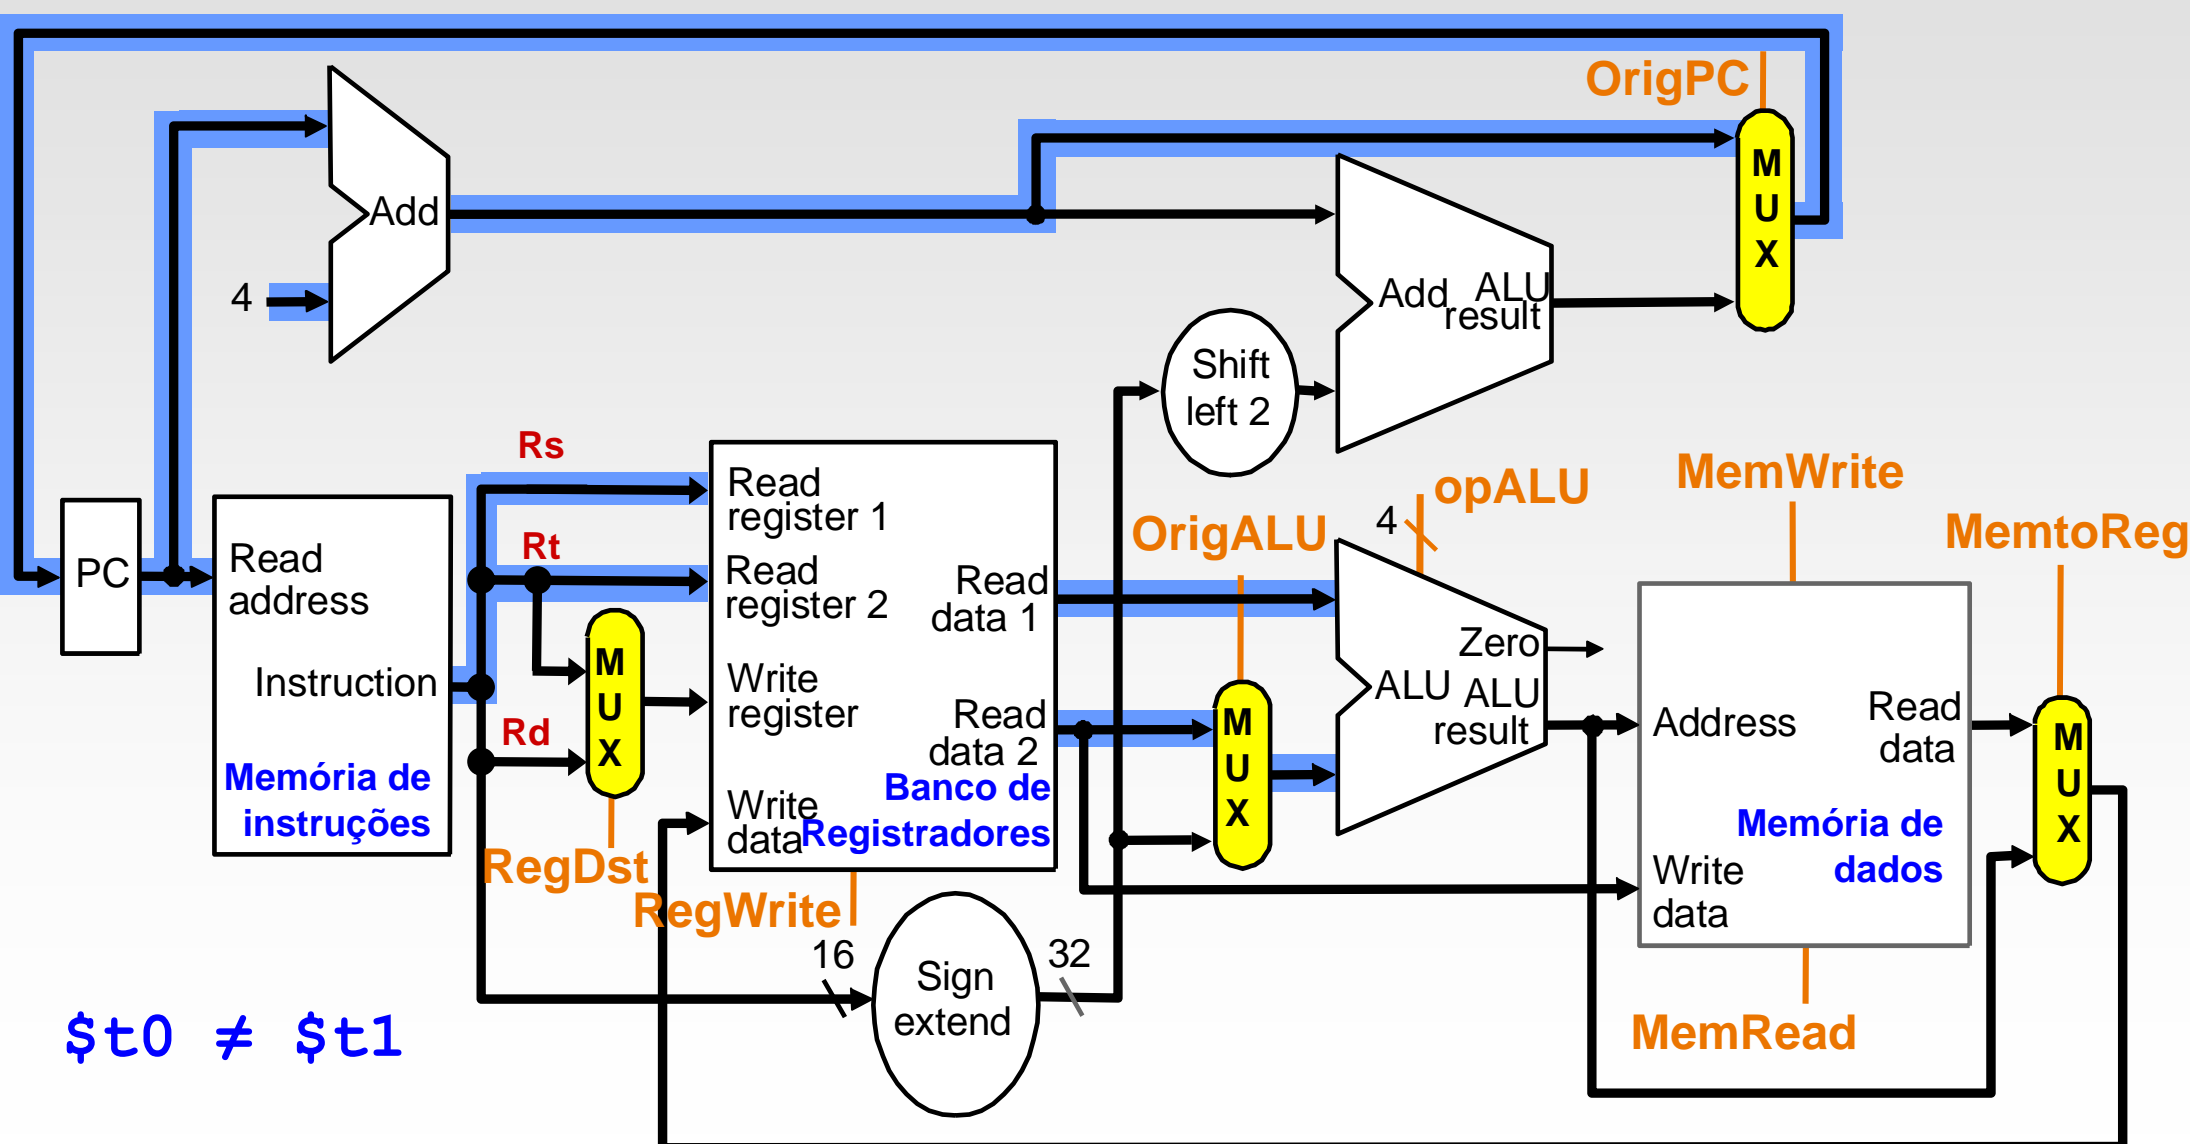 OrigPC
M
U
X
Add
4
Add
ALU
result
Shift
left 2
Rs
Rt
Rd
PC
Read
address
Instruction
Memória de
instruções
M
U
X
RegDst
Read
register 1
Read
register 2
Write
register
Write
data
Read
data 1
Read
data 2
Banco de
Registradores
RegWrite
16
Sign
extend
32
OrigALU
M
U
X
4
opALU
Zero
ALU
ALU
result
MemWrite
Address
Read
data
Memória de
dados
Write
data
MemRead
MemtoReg
M
U
X
$t0 ≠ $t1